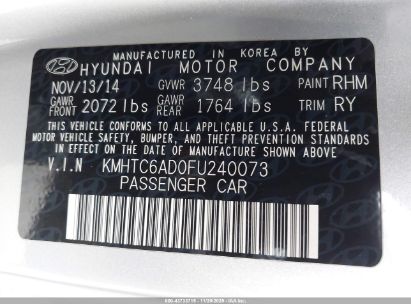 MANUFACTURED IN KOREA BY
HYUNDAI MOTOR COMPANY
NOV/13/14 GVWR 3748 lbs PAINT RHM
GAWR FRONT 2072 lbs GAWR REAR 1764 lbs TRIM RY
THIS VEHICLE CONFORMS TO ALL APPLICABLE U.S. FEDERAL
MOTOR VEHICLE SAFETY, BUMPER, AND THEFT PREVENTION
STANDARDS IN EFFECT ON THE DATE OF MANUFACTURE SHOWN ABOVE.
V.I.N KMHTC6AD0FU240073
PASSENGER CAR